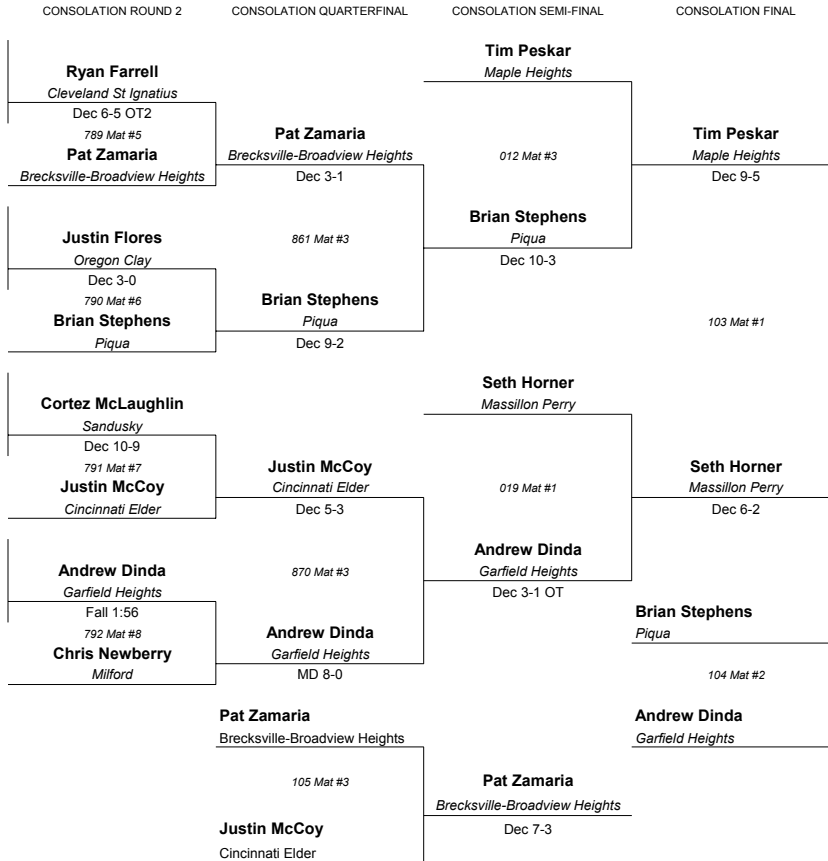 CONSOLATION ROUND 2
CONSOLATION QUARTERFINAL
CONSOLATION SEMI-FINAL
CONSOLATION FINAL
Ryan Farrell
Cleveland St Ignatius
Dec 6-5 OT2
789 Mat #5
Pat Zamaria
Brecksville-Broadview Heights
Justin Flores
Oregon Clay
Dec 3-0
790 Mat #6
Brian Stephens
Piqua
Cortez McLaughlin
Sandusky
Dec 10-9
791 Mat #7
Justin McCoy
Cincinnati Elder
Andrew Dinda
Garfield Heights
Fall 1:56
792 Mat #8
Chris Newberry
Milford
Pat Zamaria
Brecksville-Broadview Heights
Dec 3-1
861 Mat #3
Brian Stephens
Piqua
Dec 9-2
Justin McCoy
Cincinnati Elder
Dec 5-3
870 Mat #3
Andrew Dinda
Garfield Heights
MD 8-0
Pat Zamaria
Brecksville-Broadview Heights
105 Mat #3
Justin McCoy
Cincinnati Elder
Tim Peskar
Maple Heights
012 Mat #3
Brian Stephens
Piqua
Dec 10-3
Seth Horner
Massillon Perry
019 Mat #1
Andrew Dinda
Garfield Heights
Dec 3-1 OT
Pat Zamaria
Brecksville-Broadview Heights
Dec 7-3
Tim Peskar
Maple Heights
Dec 9-5
103 Mat #1
Seth Horner
Massillon Perry
Dec 6-2
Brian Stephens
Piqua
104 Mat #2
Andrew Dinda
Garfield Heights